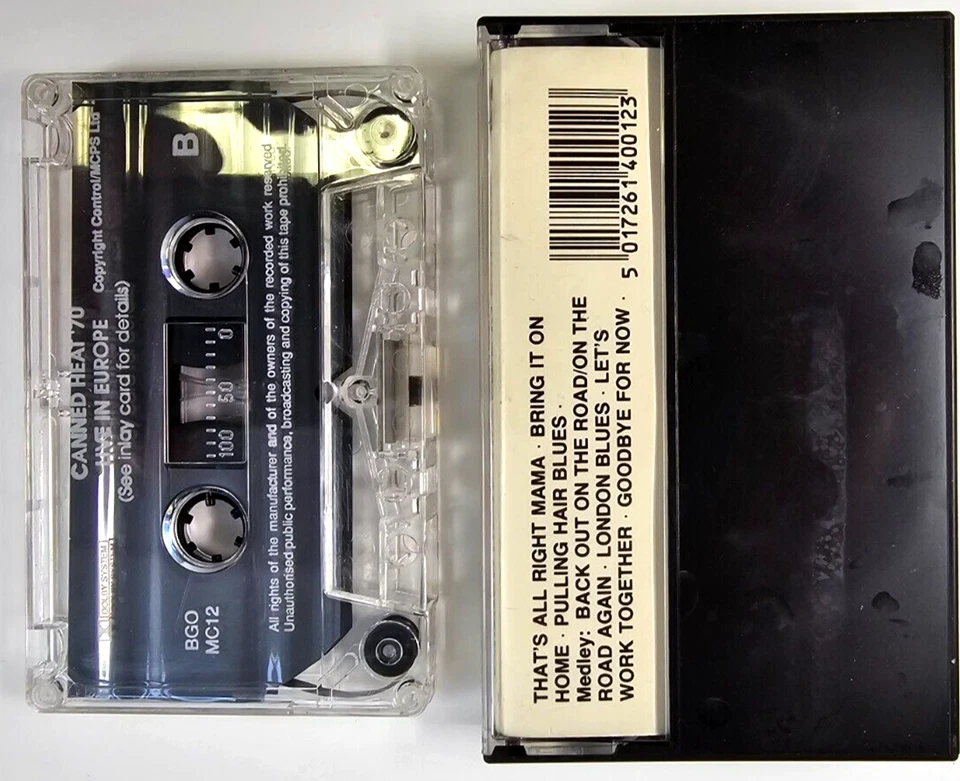 CANNED HEAT '70
LIVE IN EUROPE
(See inlay card for details)
Copyright Control/MCPS Ltd
B
DOLBY SYSTEM
0
50
100
BGO
MC12
All rights of the manufacturer and of the owners of the recorded work reserved
Unauthorised public performance, broadcasting and copying of this tape prohibited.
THAT'S ALL RIGHT MAMA · BRING IT ON
HOME · PULLING HAIR BLUES ·
Medley: BACK OUT ON THE ROAD/ON THE
ROAD AGAIN · LONDON BLUES · LET'S
WORK TOGETHER · GOODBYE FOR NOW ·
5 017261 400123